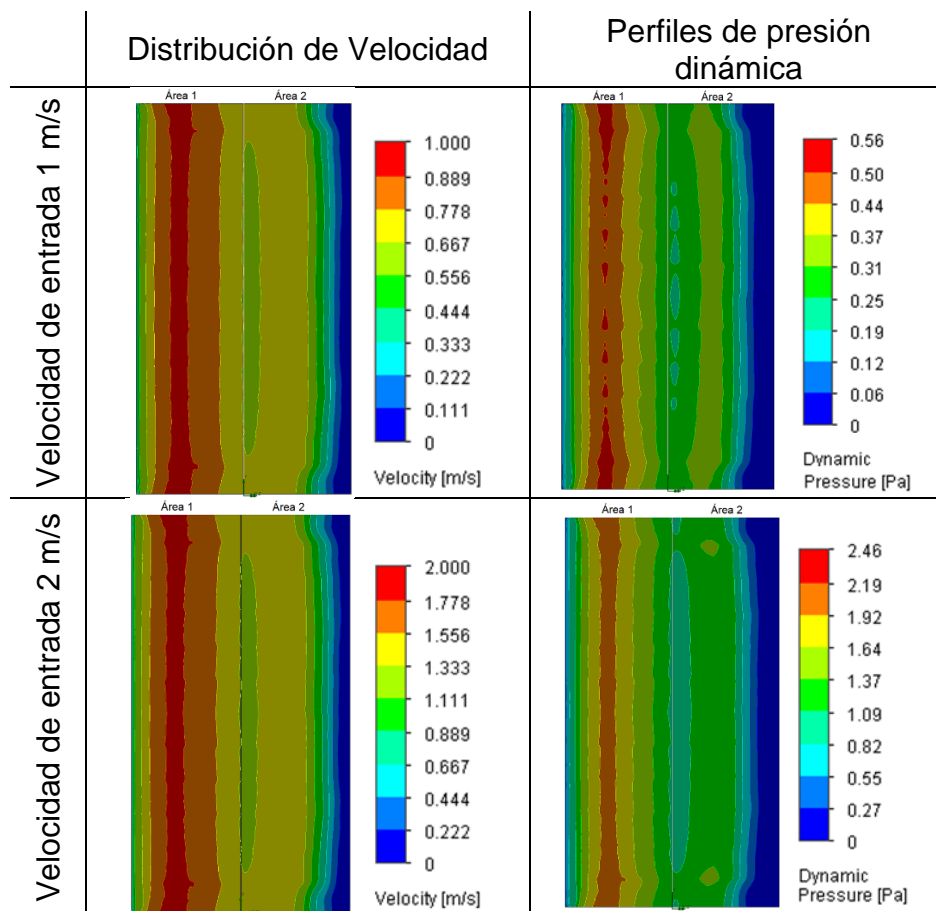 Distribución de Velocidad
Perfiles de presión
dinámica
Velocidad de entrada 1 m/s
Área 1
Área 2
1.000
0.889
0.778
0.667
0.556
0.444
0.333
0.222
0.111
0
Velocity [m/s]
Área 1
Área 2
0.56
0.50
0.44
0.37
0.31
0.25
0.19
0.12
0.06
0
Dynamic
Pressure [Pa]
Velocidad de entrada 2 m/s
Área 1
Área 2
2.000
1.778
1.556
1.333
1.111
0.889
0.667
0.444
0.222
0
Velocity [m/s]
Área 1
Área 2
2.46
2.19
1.92
1.64
1.37
1.09
0.82
0.55
0.27
0
Dynamic
Pressure [Pa]